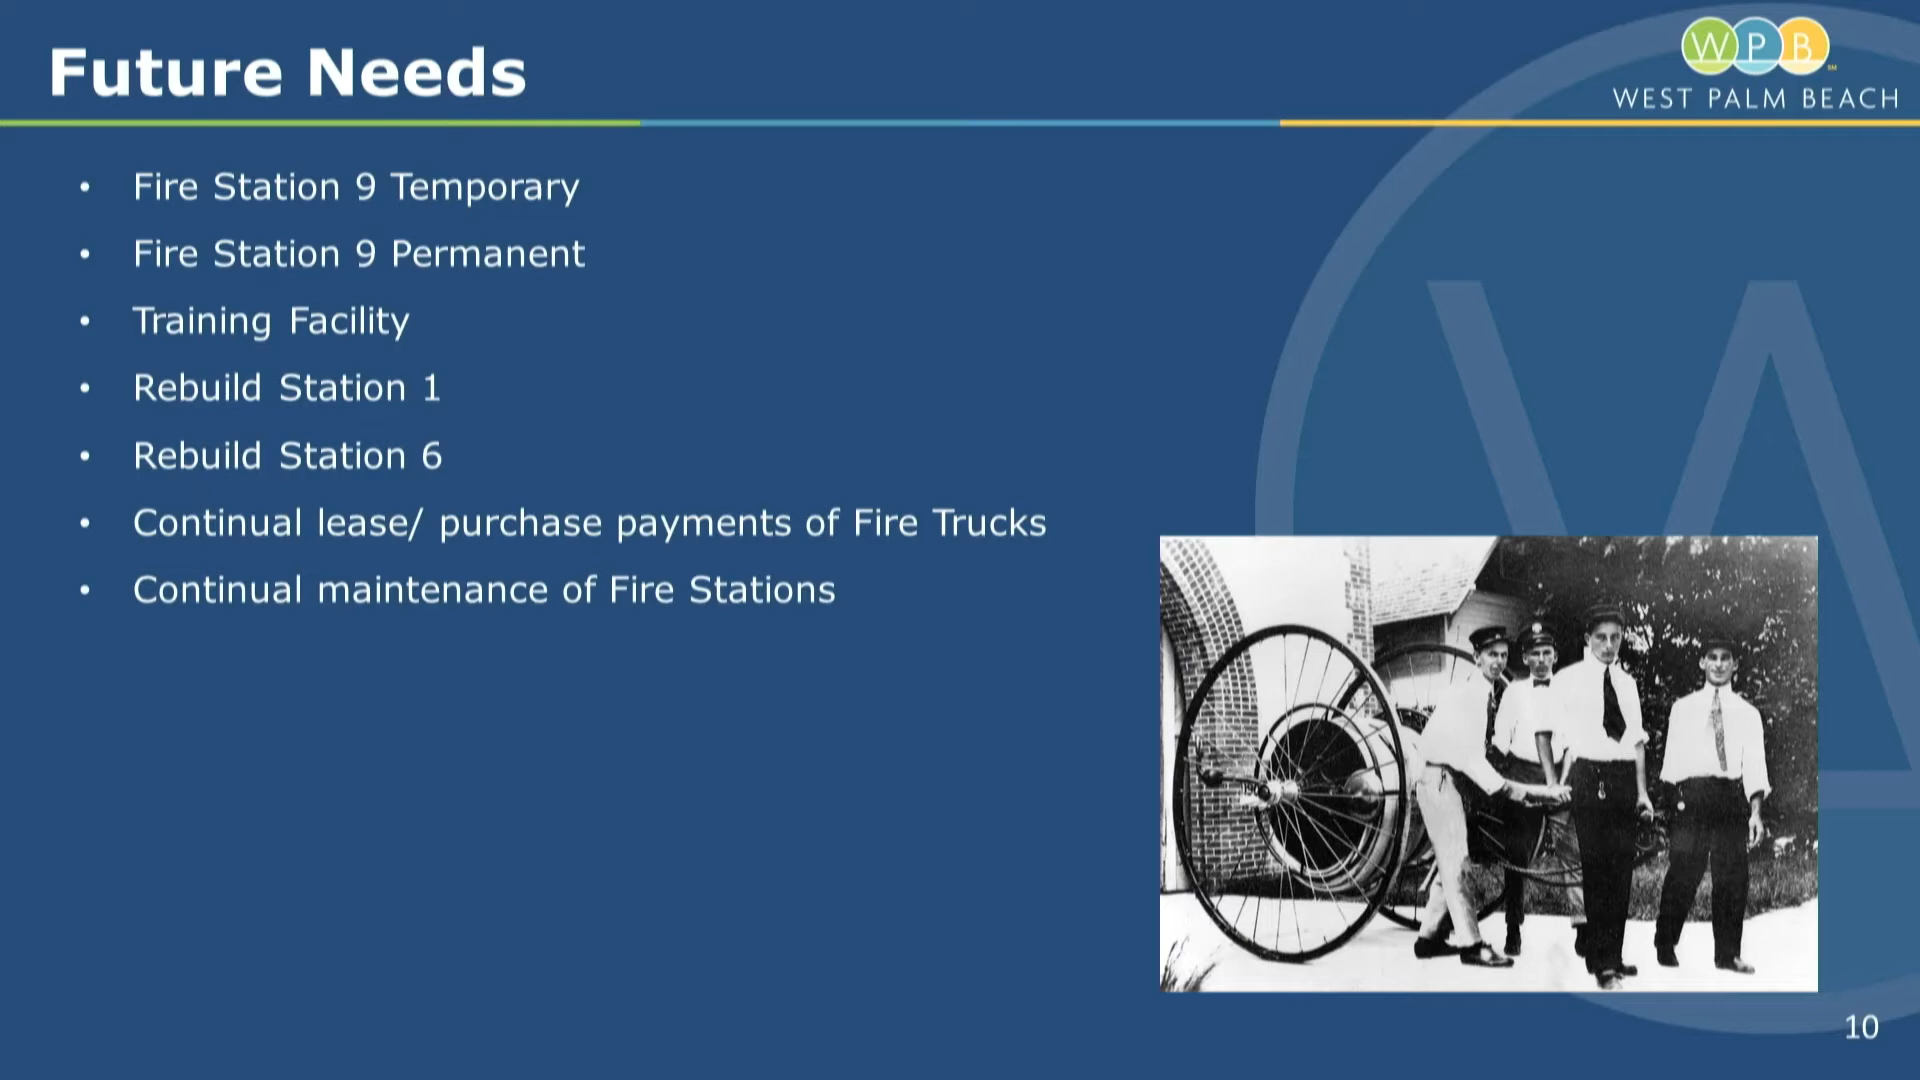 Future Needs
WPB
SM
WEST PALM BEACH
• Fire Station 9 Temporary
• Fire Station 9 Permanent
• Training Facility
• Rebuild Station 1
• Rebuild Station 6
• Continual lease/ purchase payments of Fire Trucks
• Continual maintenance of Fire Stations
10